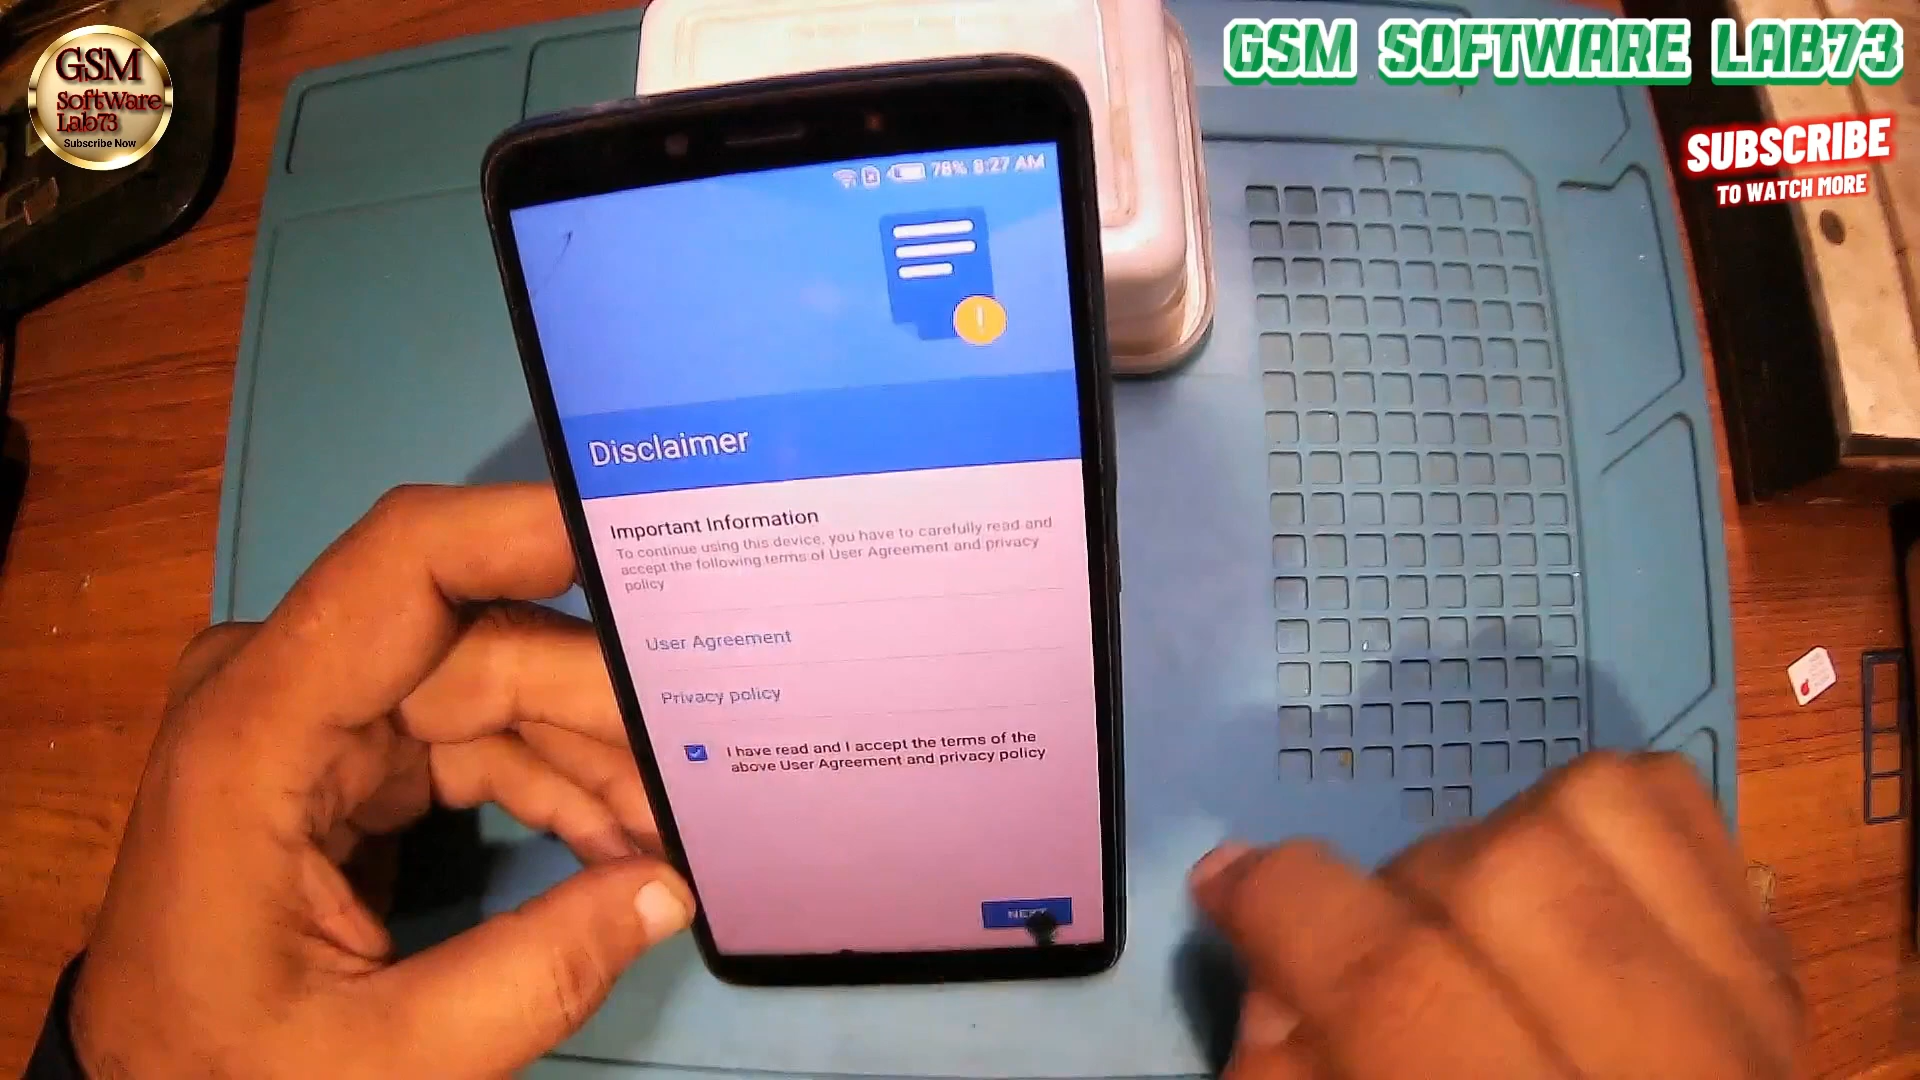 GSM
SoftWare
Lab73
Subscribe Now
GSM SOFTWARE LAB73
SUBSCRIBE
TO WATCH MORE
78% 8:27 AM
Disclaimer
Important Information
To continue using this device, you have to carefully read and
accept the following terms of User Agreement and privacy
policy
User Agreement
Privacy policy
I have read and I accept the terms of the
above User Agreement and privacy policy
NEXT